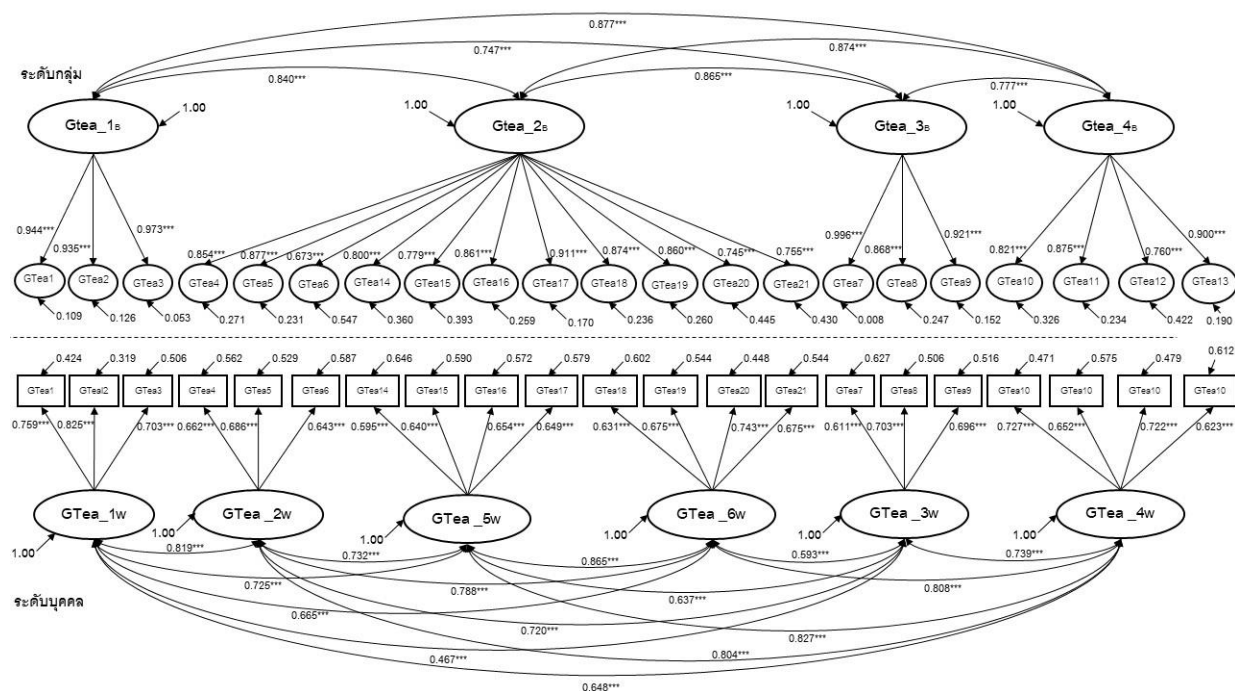 0.877***
0.747*** 0.874***
ระดับกลุ่ม
0.840*** 0.865*** 0.777***
1.00 1.00 1.00 1.00
Gtea_1B Gtea_2B Gtea_3B Gtea_4B
0.944*** 0.935*** 0.973*** 0.854*** 0.877*** 0.673*** 0.800*** 0.779*** 0.861*** 0.911*** 0.874*** 0.860*** 0.745*** 0.755*** 0.996*** 0.868*** 0.921*** 0.821*** 0.875*** 0.760*** 0.900***
GTea1 GTea2 GTea3 GTea4 GTea5 GTea6 GTea14 GTea15 GTea16 GTea17 GTea18 GTea19 GTea20 GTea21 GTea7 GTea8 GTea9 GTea10 GTea11 GTea12 GTea13
0.109 0.126 0.053 0.271 0.231 0.547 0.360 0.393 0.259 0.170 0.236 0.260 0.445 0.430 0.008 0.247 0.152 0.326 0.234 0.422 0.190
0.424 0.319 0.506 0.562 0.529 0.587 0.646 0.590 0.572 0.579 0.602 0.544 0.448 0.544 0.627 0.506 0.516 0.471 0.575 0.479 0.612
GTea1 GTeal2 GTea3 GTea4 GTea5 GTea6 GTea14 GTea15 GTea16 GTea17 GTea18 GTea19 GTea20 GTea21 GTea7 GTea8 GTea9 GTea10 GTea10 GTea10 GTea10
0.759*** 0.825*** 0.703*** 0.662*** 0.686*** 0.643*** 0.595*** 0.640*** 0.654*** 0.649*** 0.631*** 0.675*** 0.743*** 0.675*** 0.611*** 0.703*** 0.696*** 0.727*** 0.652*** 0.722*** 0.623***
GTea _1W GTea _2W GTea _5W GTea _6W GTea _3W GTea _4W
1.00 1.00 1.00 1.00 1.00 1.00
0.819*** 0.732*** 0.865*** 0.593*** 0.739***
0.725*** 0.788*** 0.637*** 0.808***
ระดับบุคคล
0.665*** 0.720*** 0.827***
0.467*** 0.804***
0.648***